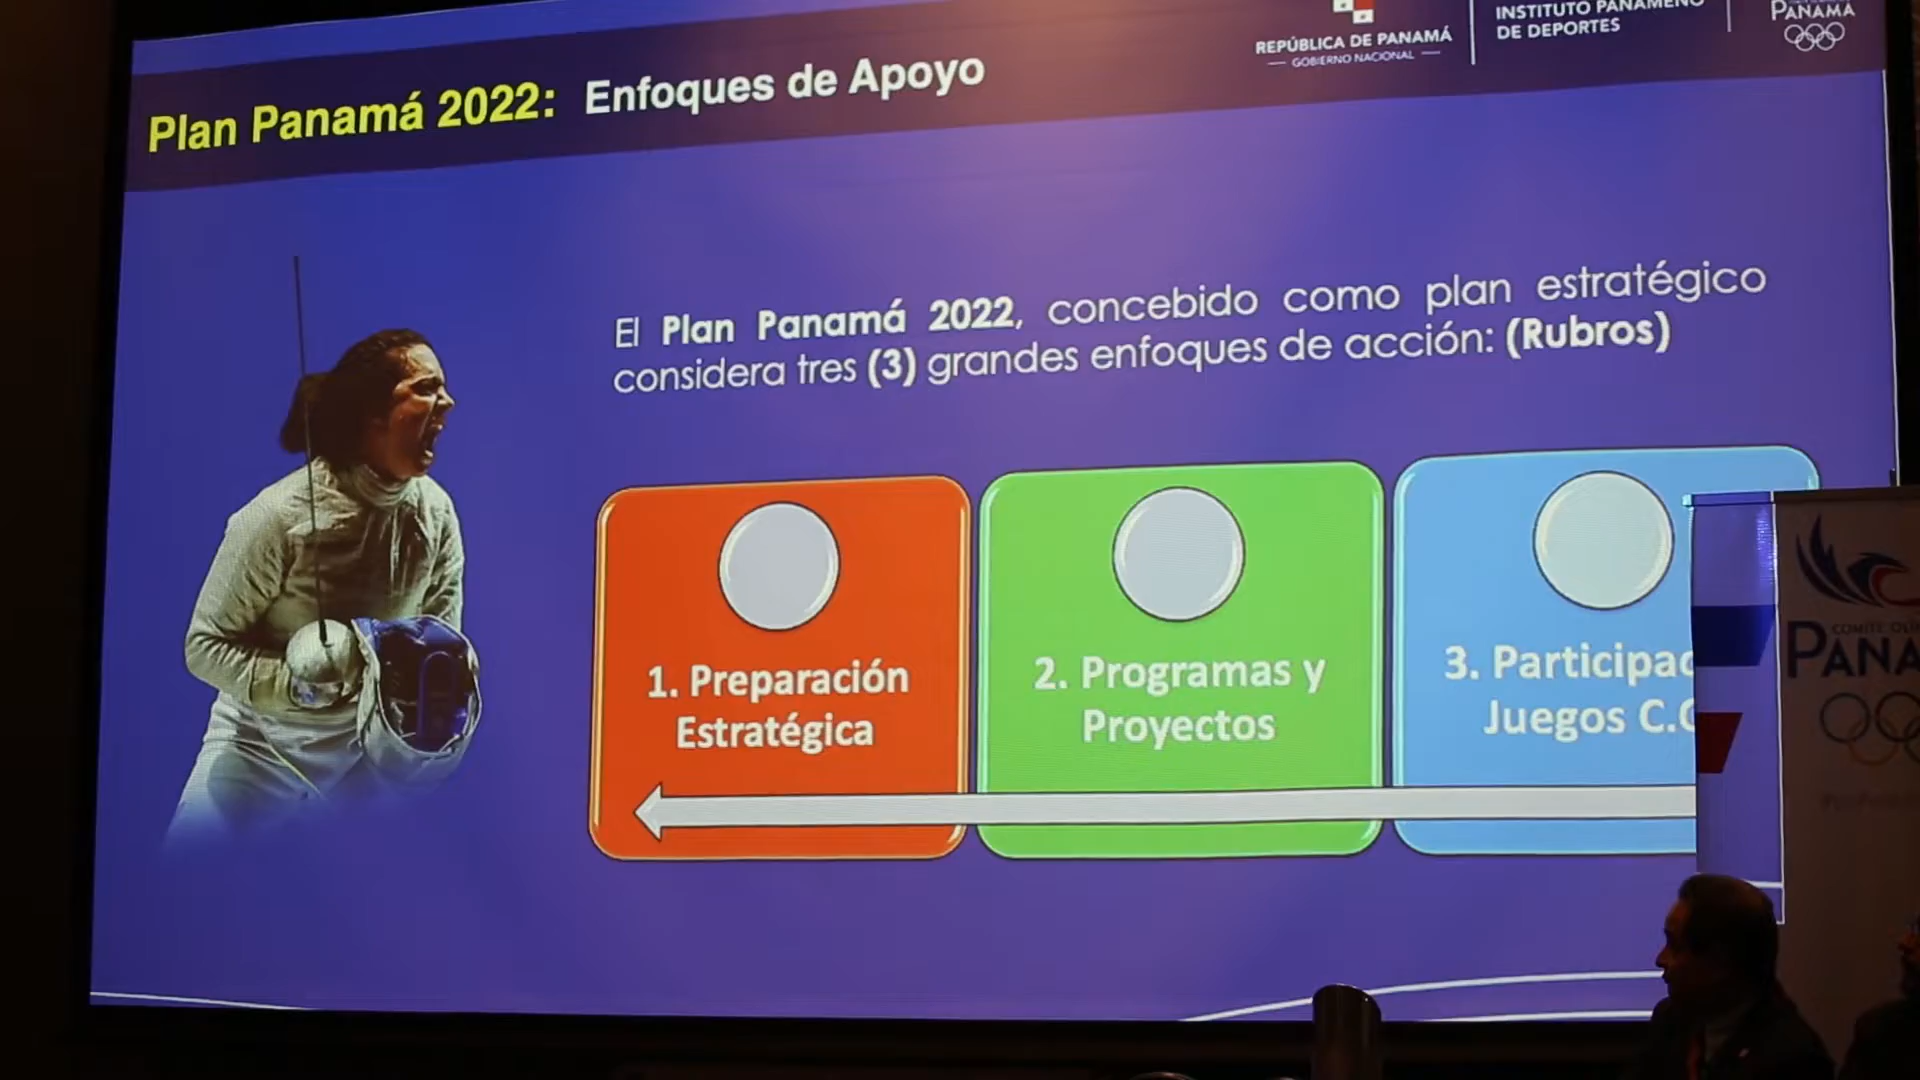 REPÚBLICA DE PANAMÁ
— GOBIERNO NACIONAL —
INSTITUTO PANAMEÑO
DE DEPORTES
PANAMÁ
Plan Panamá 2022: Enfoques de Apoyo
El Plan Panamá 2022, concebido como plan estratégico
considera tres (3) grandes enfoques de acción: (Rubros)
1. Preparación
Estratégica
2. Programas y
Proyectos
3. Participac
Juegos C.
COMITÉ OLÍ
PANA